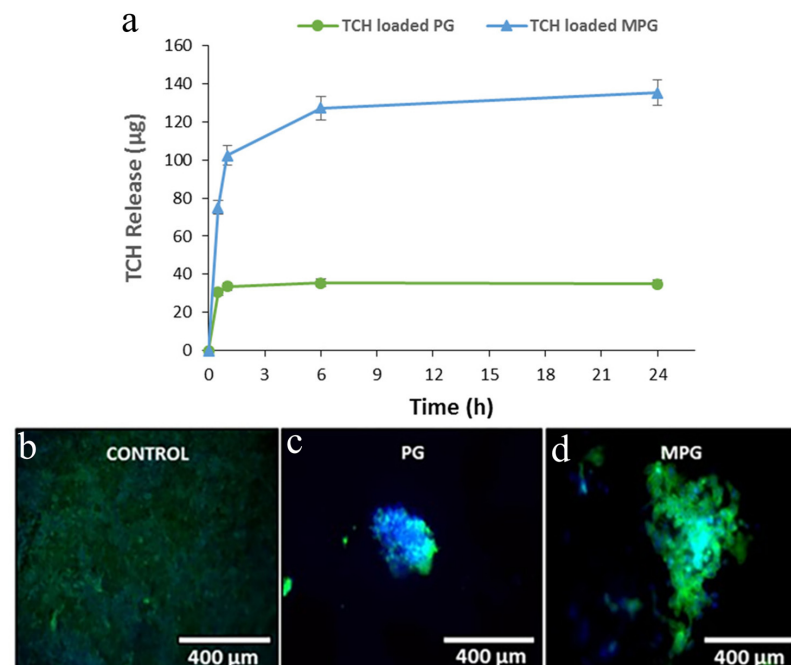 a
TCH loaded PG TCH loaded MPG
160
140
120
100
80
60
40
20
0
TCH Release (µg)
0 3 6 9 12 15 18 21 24
Time (h)
b CONTROL c PG d MPG
400 µm 400 µm 400 µm